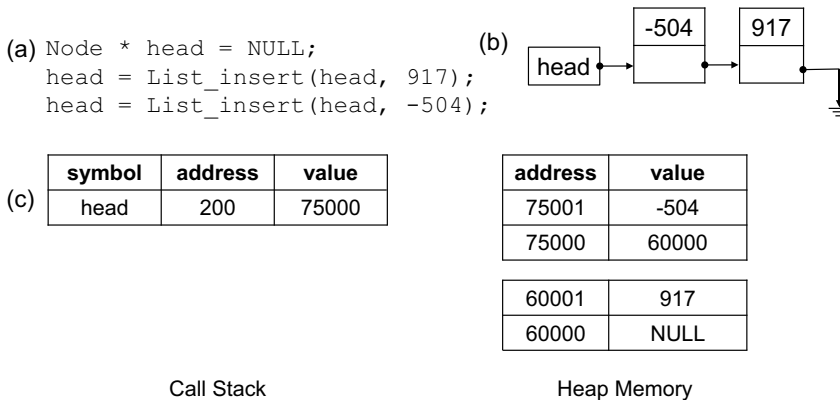 (a) Node * head = NULL;
head = List_insert(head, 917);
head = List_insert(head, -504);
(b)
-504 917
head
(c)
symbol address value
head 200 75000
address value
75001 -504
75000 60000
60001 917
60000 NULL
Call Stack
Heap Memory